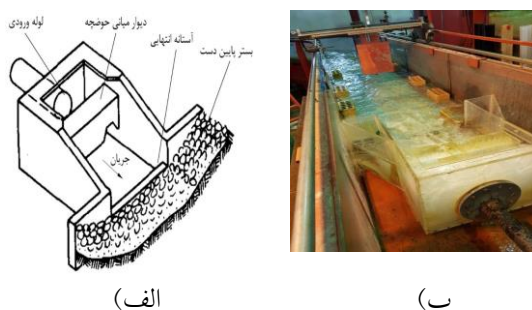 لوله ورودی
دیوار میانی حوضچه
آستانه انتهایی
بستر پایین دست
جریان
الف)
ب)